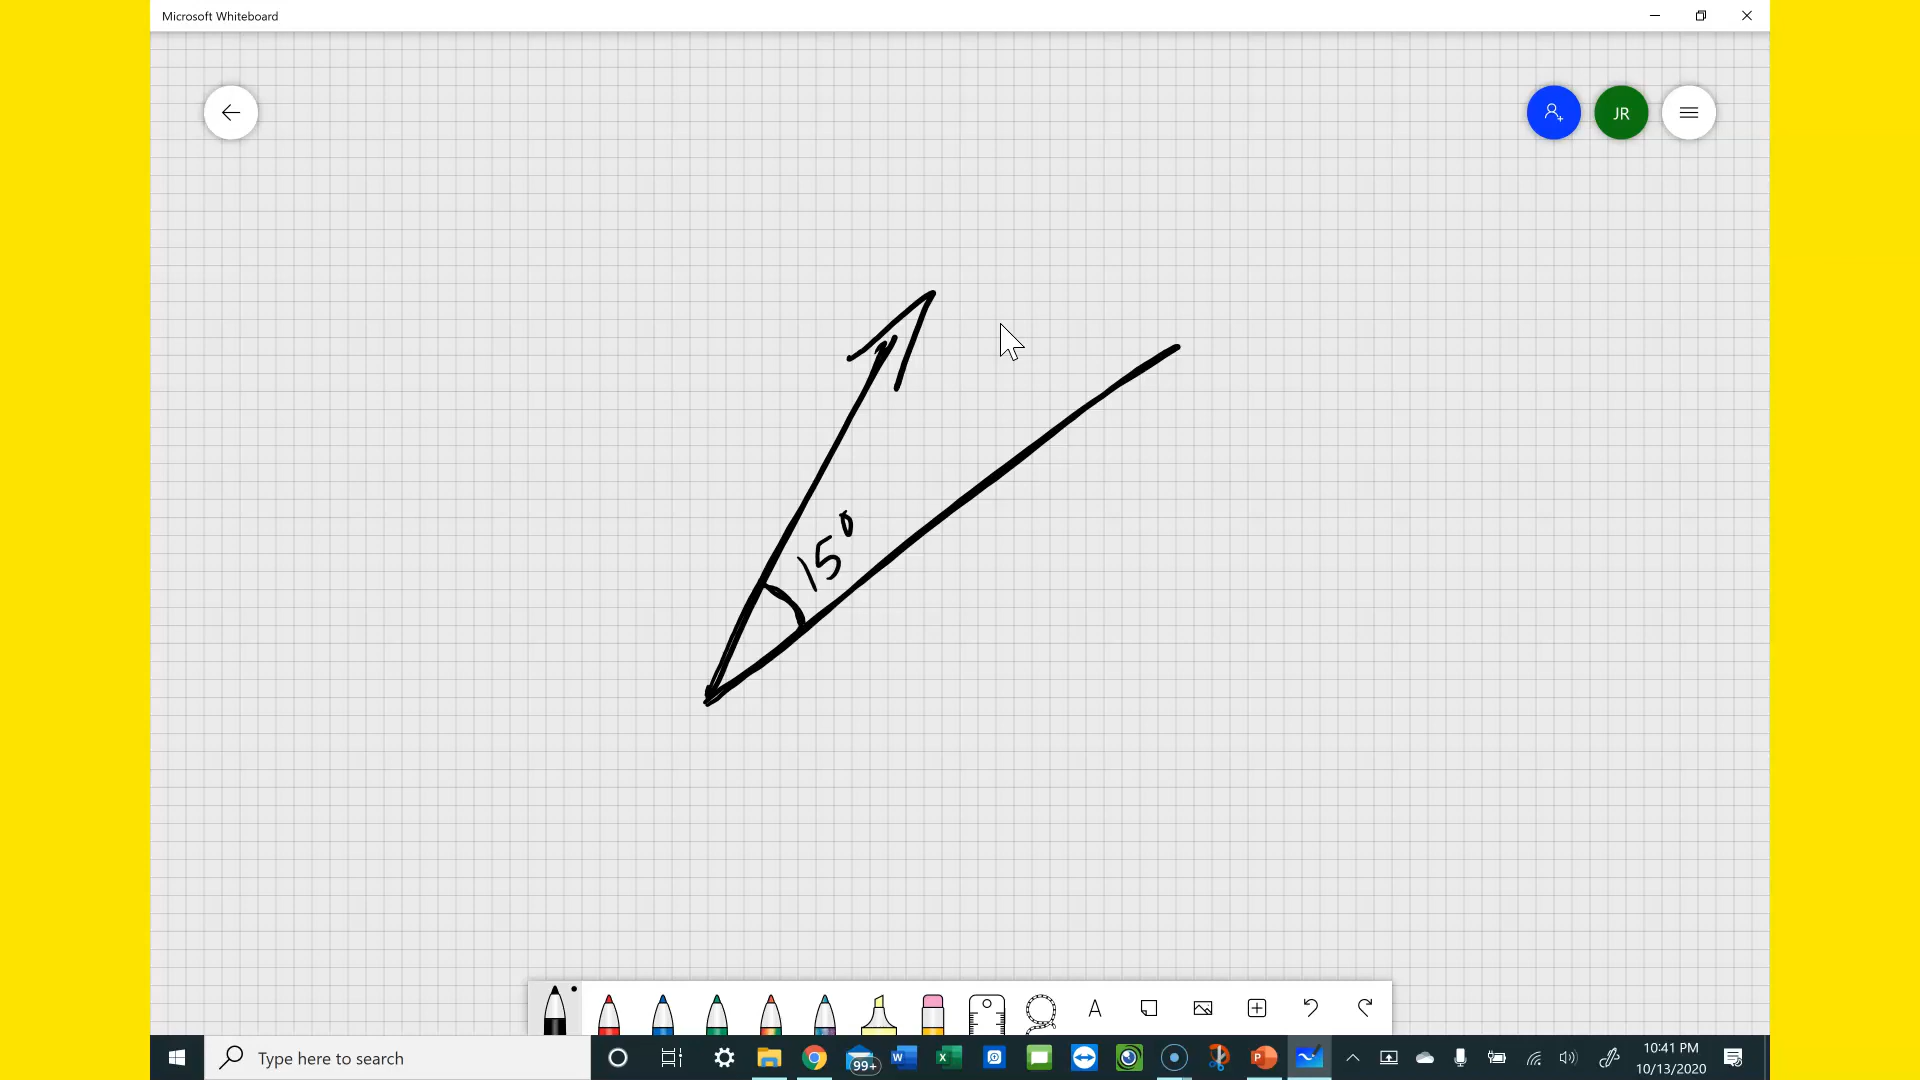 Microsoft Whiteboard
JR
15°
A
Type here to search
99+
10:41 PM
10/13/2020